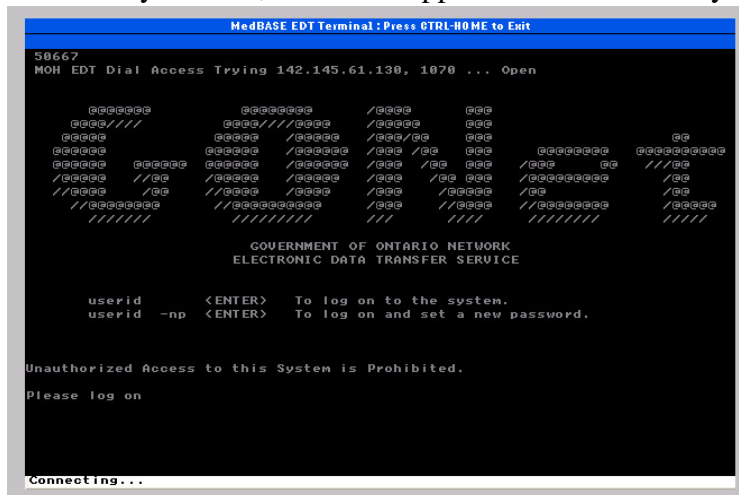 MedBASE EDT Terminal : Press CTRL-HOME to Exit
50667
MOH EDT Dial Access Trying 142.145.61.130, 1070 ... Open
GONet
GOVERNMENT OF ONTARIO NETWORK
ELECTRONIC DATA TRANSFER SERVICE
userid <ENTER> To log on to the system.
userid -np <ENTER> To log on and set a new password.
Unauthorized Access to this System is Prohibited.
Please log on
Connecting...